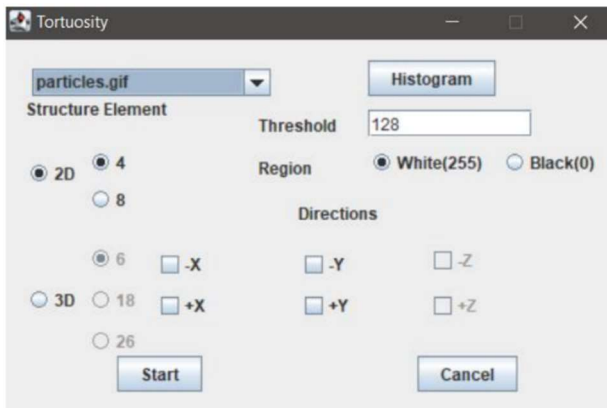 Tortuosity
particles.gif
Histogram
Structure Element
Threshold
128
2D
4
Region
White(255)
Black(0)
8
Directions
6
-X
-Y
-Z
3D
18
+X
+Y
+Z
26
Start
Cancel